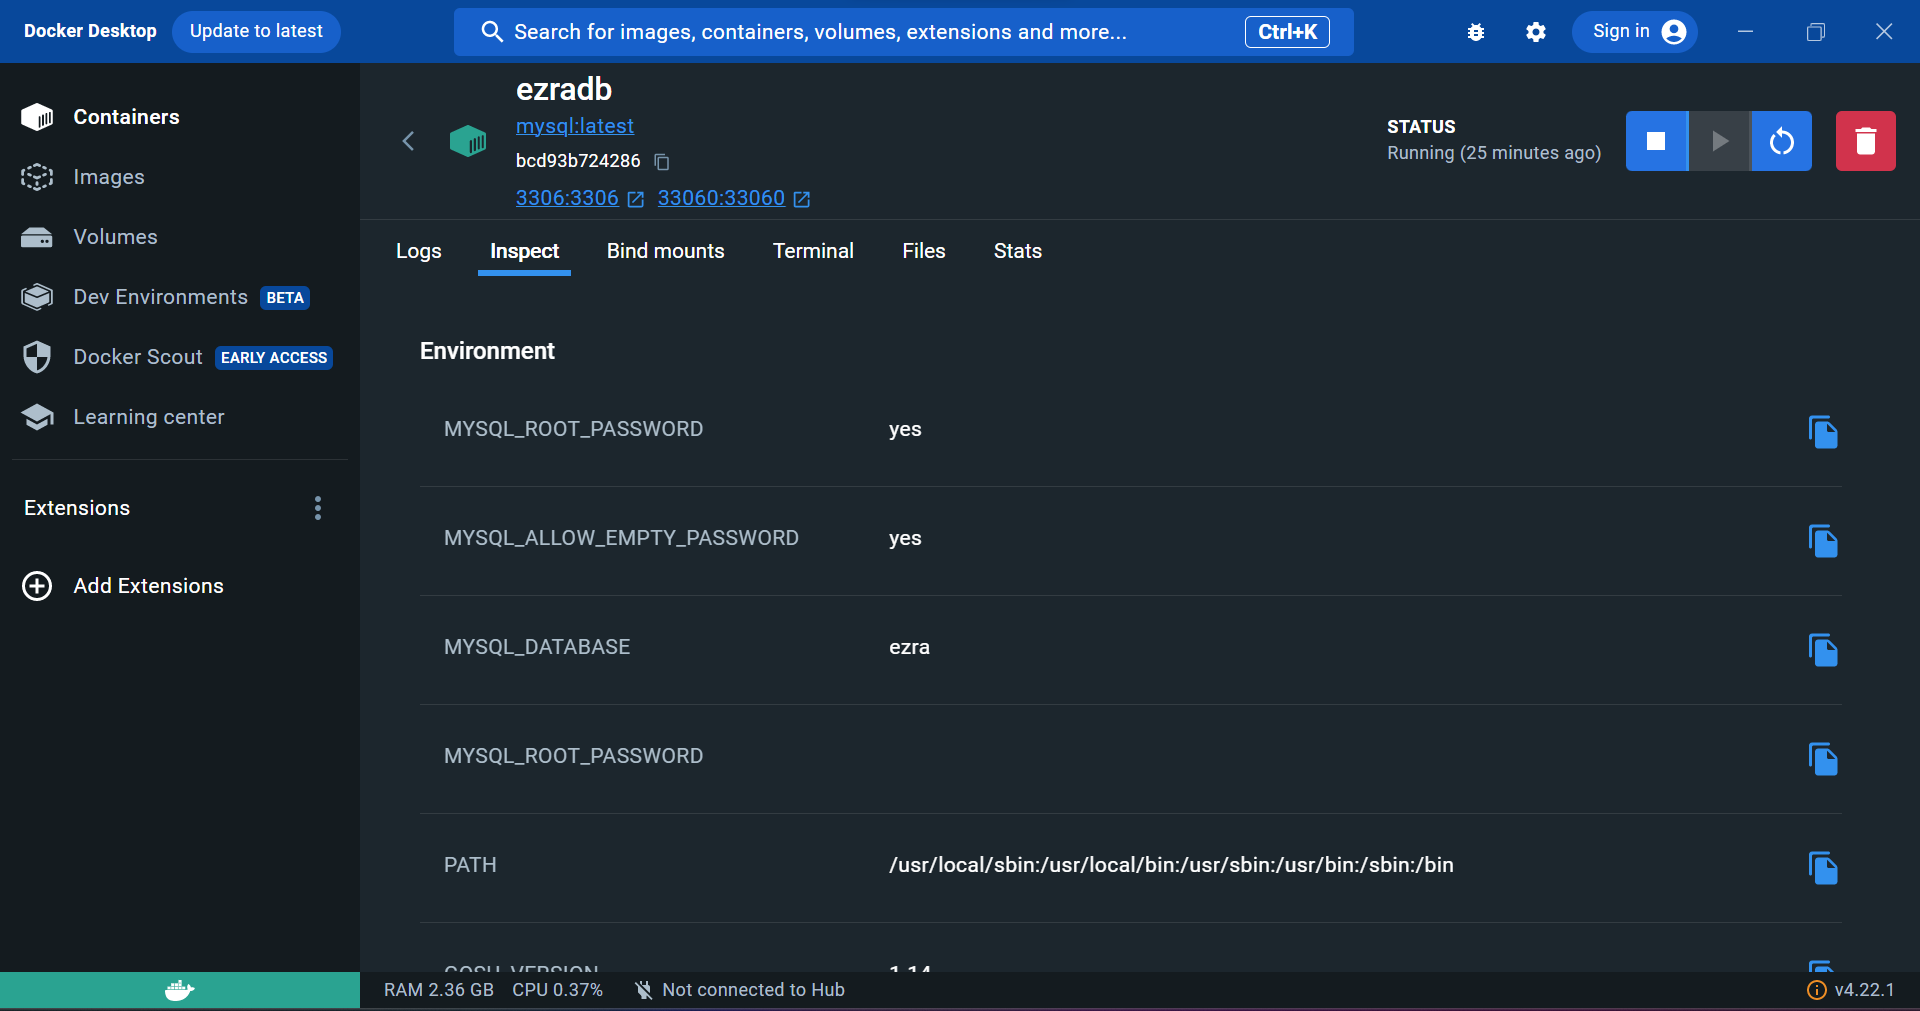 Docker Desktop
Update to latest
Search for images, containers, volumes, extensions and more...
Ctrl+K
Sign in
Containers
Images
Volumes
Dev Environments BETA
Docker Scout EARLY ACCESS
Learning center
Extensions
Add Extensions
ezradb
mysql:latest
bcd93b724286
3306:3306 33060:33060
STATUS
Running (25 minutes ago)
Logs Inspect Bind mounts Terminal Files Stats
Environment
MYSQL_ROOT_PASSWORD yes
MYSQL_ALLOW_EMPTY_PASSWORD yes
MYSQL_DATABASE ezra
MYSQL_ROOT_PASSWORD
PATH /usr/local/sbin:/usr/local/bin:/usr/sbin:/usr/bin:/sbin:/bin
GOSU_VERSION 1.14
RAM 2.36 GB CPU 0.37% Not connected to Hub
v4.22.1